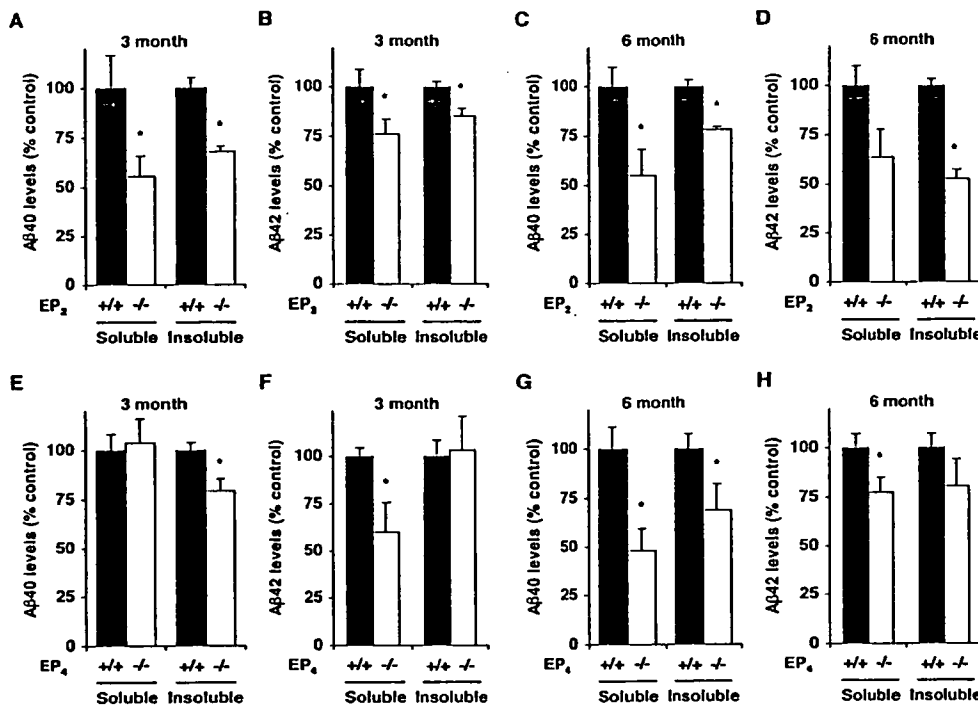 A
3 month
Aβ40 levels (% control)
100
75
50
25
0
EP2 +/+ -/- +/+ -/-
Soluble Insoluble
B
3 month
Aβ42 levels (% control)
100
75
50
25
0
EP2 +/+ -/- +/+ -/-
Soluble Insoluble
C
6 month
Aβ40 levels (% control)
100
75
50
25
0
EP2 +/+ -/- +/+ -/-
Soluble Insoluble
D
6 month
Aβ42 levels (% control)
100
75
50
25
0
EP2 +/+ -/- +/+ -/-
Soluble Insoluble
E
3 month
Aβ40 levels (% control)
100
75
50
25
0
EP4 +/+ -/- +/+ -/-
Soluble Insoluble
F
3 month
Aβ42 levels (% control)
100
75
50
25
0
EP4 +/+ -/- +/+ -/-
Soluble Insoluble
G
6 month
Aβ40 levels (% control)
100
75
50
25
0
EP4 +/+ -/- +/+ -/-
Soluble Insoluble
H
6 month
Aβ42 levels (% control)
100
75
50
25
0
EP4 +/+ -/- +/+ -/-
Soluble Insoluble